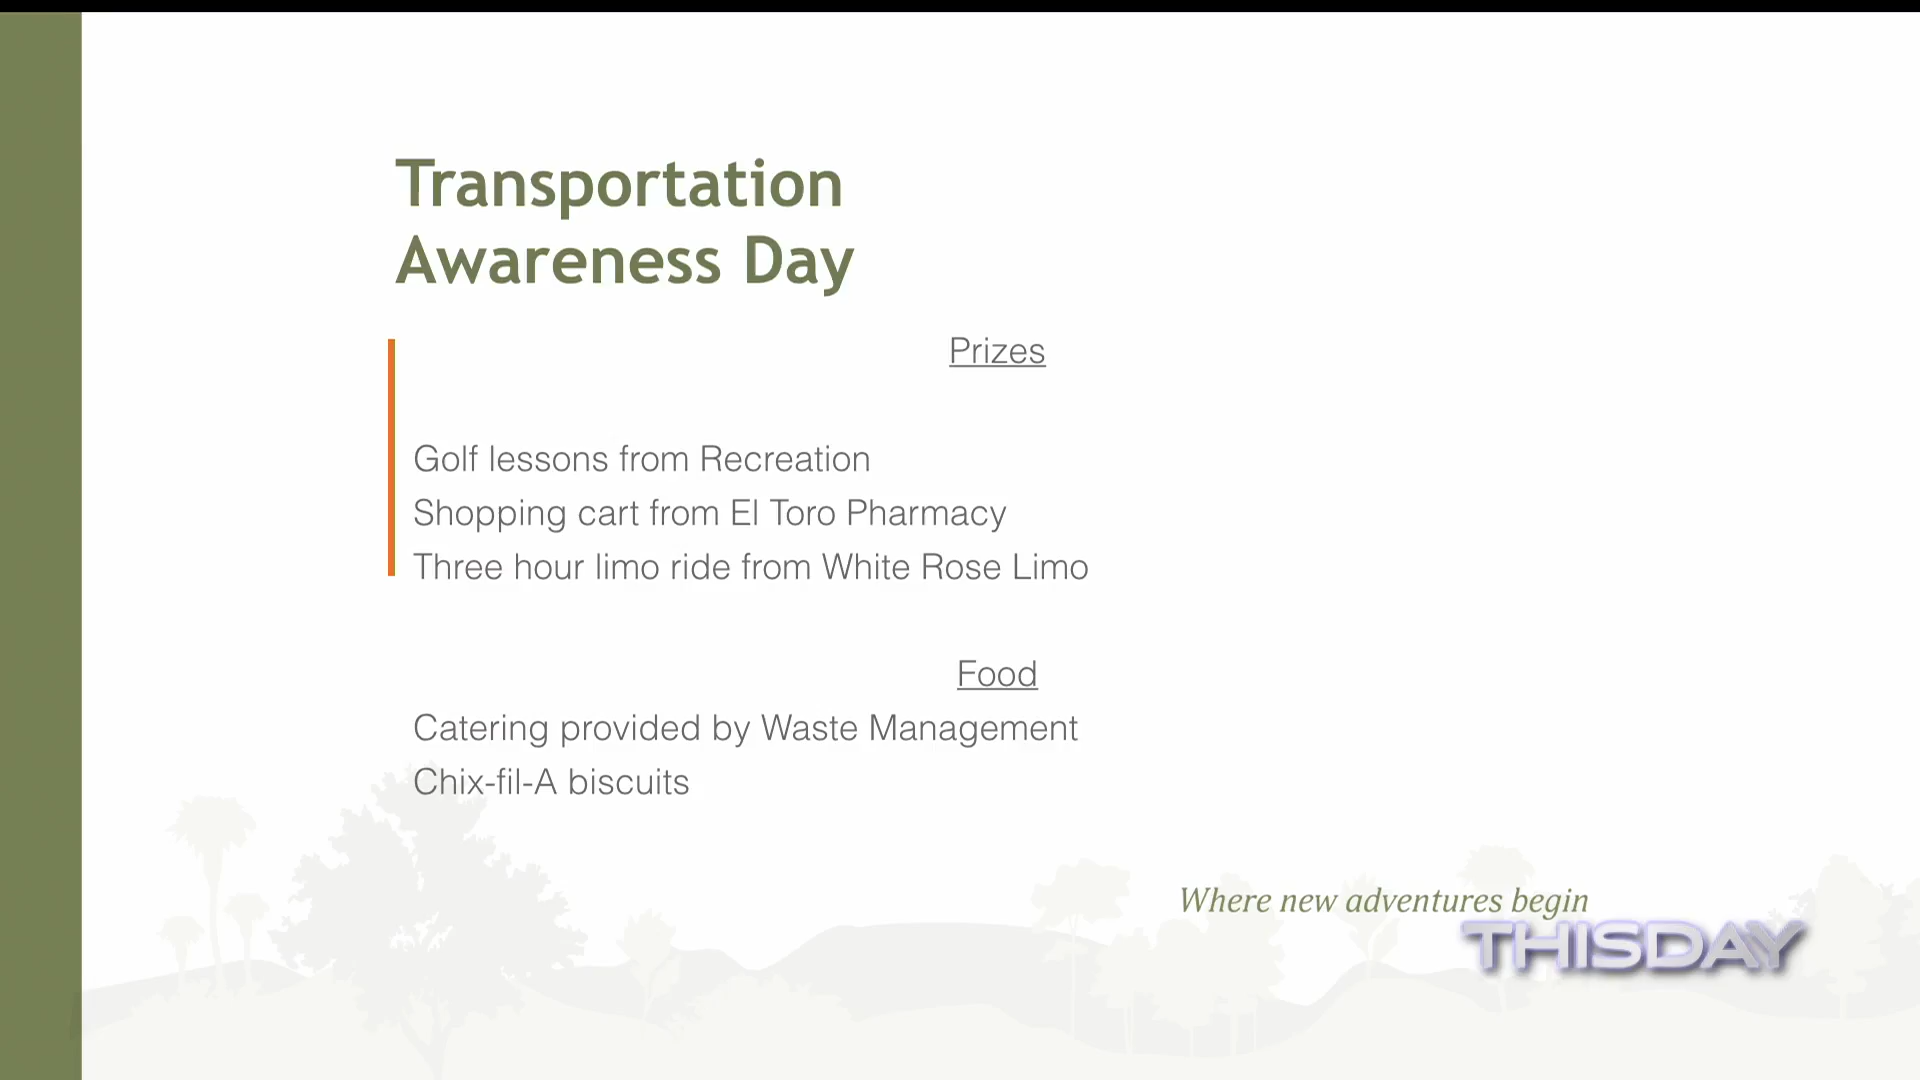 Transportation
Awareness Day
Prizes
Golf lessons from Recreation
Shopping cart from El Toro Pharmacy
Three hour limo ride from White Rose Limo
Food
Catering provided by Waste Management
Chix-fil-A biscuits
Where new adventures begin
THISDAY